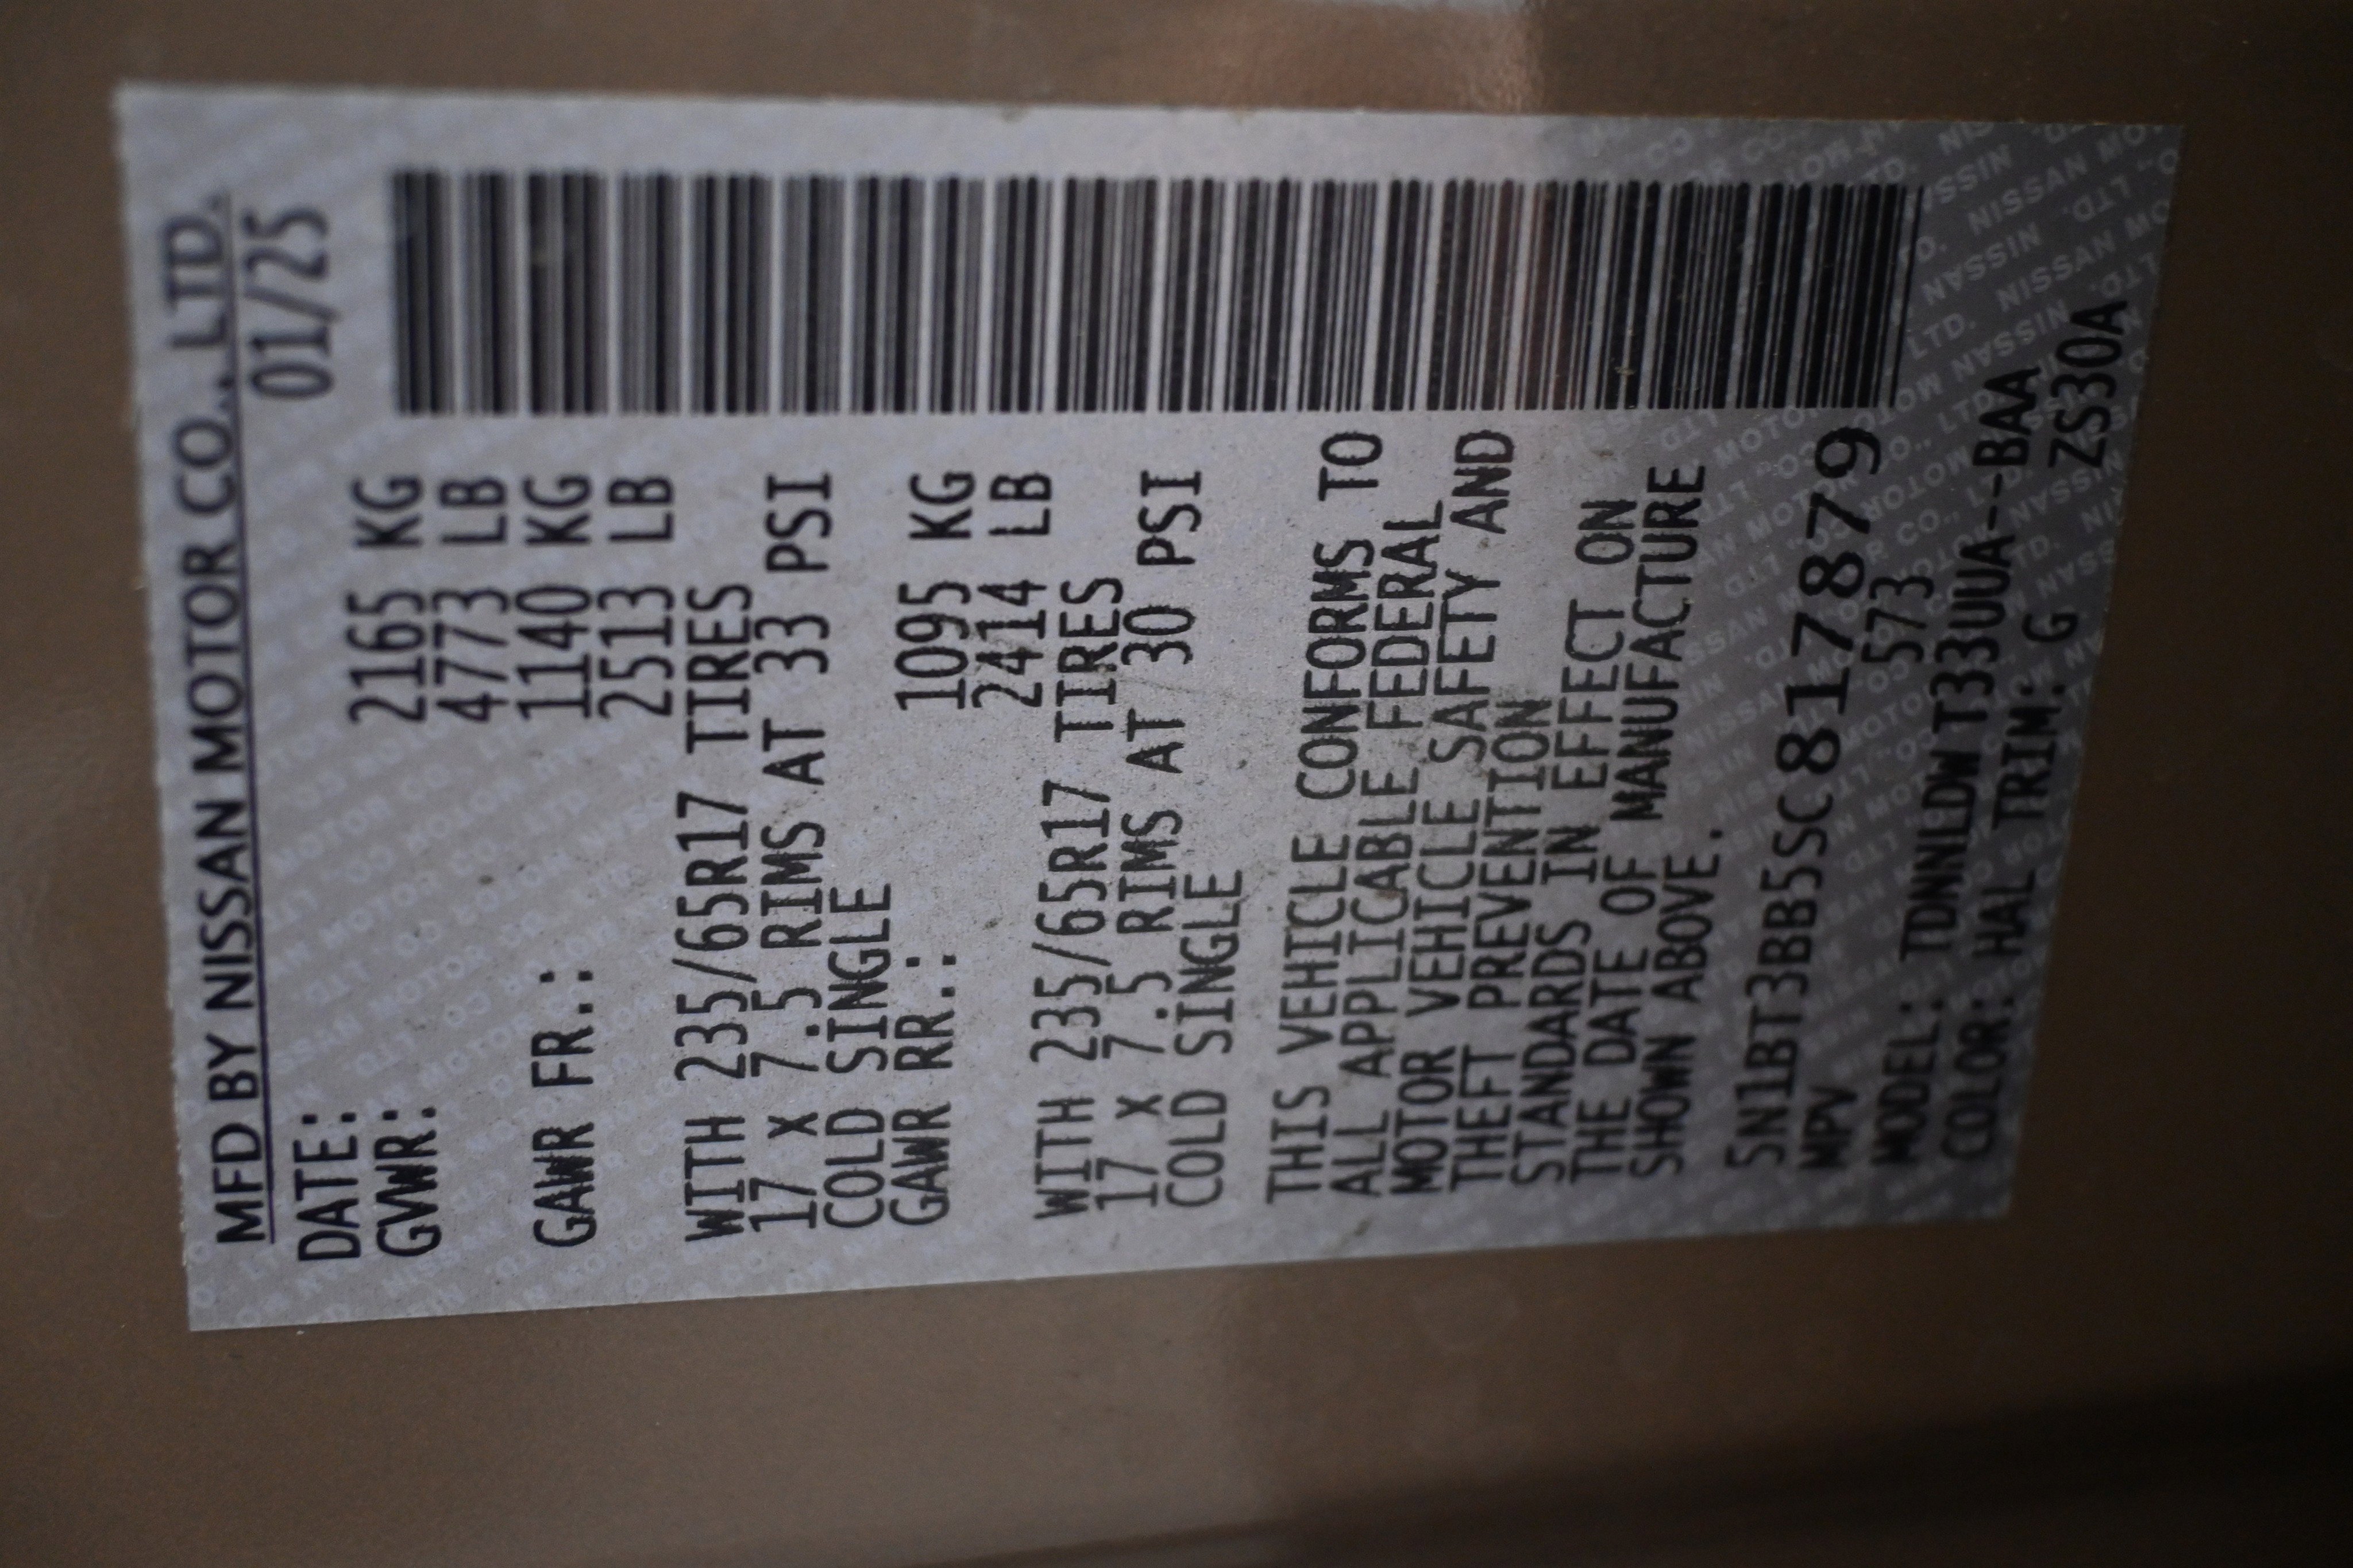 MFD BY NISSAN MOTOR CO., LTD.
DATE: 01/25
GVWR: 2165 KG
4773 LB
GAWR FR.: 1140 KG
2513 LB
WITH 235/65R17 TIRES
17 X 7.5 RIMS AT 33 PSI
COLD SINGLE
GAWR RR.: 1095 KG
2414 LB
WITH 235/65R17 TIRES
17 X 7.5 RIMS AT 30 PSI
COLD SINGLE
THIS VEHICLE CONFORMS TO
ALL APPLICABLE FEDERAL
MOTOR VEHICLE SAFETY AND
THEFT PREVENTION
STANDARDS IN EFFECT ON
THE DATE OF MANUFACTURE
SHOWN ABOVE.
5N1BT3BB5SC817879
MPV 573
MODEL: TDNNLDW T33UUA--BAA
COLOR: HAL TRIM: G ZS30A